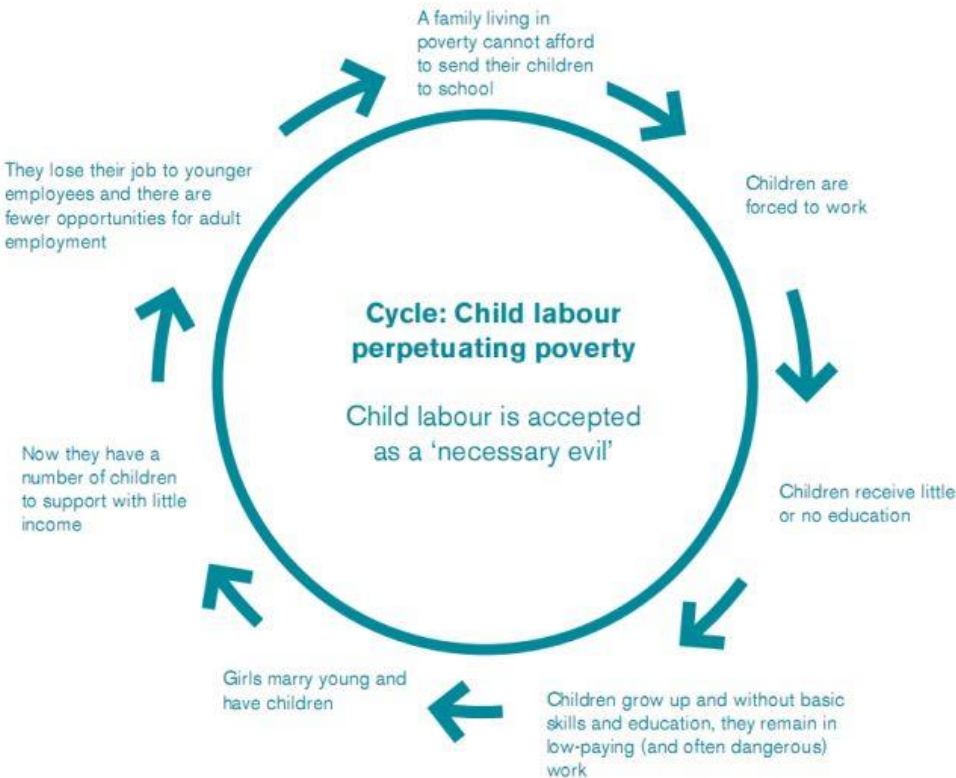 A family living in
poverty cannot afford
to send their children
to school
Children are
forced to work
Children receive little
or no education
Children grow up and without basic
skills and education, they remain in
low-paying (and often dangerous)
work
Girls marry young and
have children
Now they have a
number of children
to support with little
income
They lose their job to younger
employees and there are
fewer opportunities for adult
employment
Cycle: Child labour
perpetuating poverty
Child labour is accepted
as a ‘necessary evil’